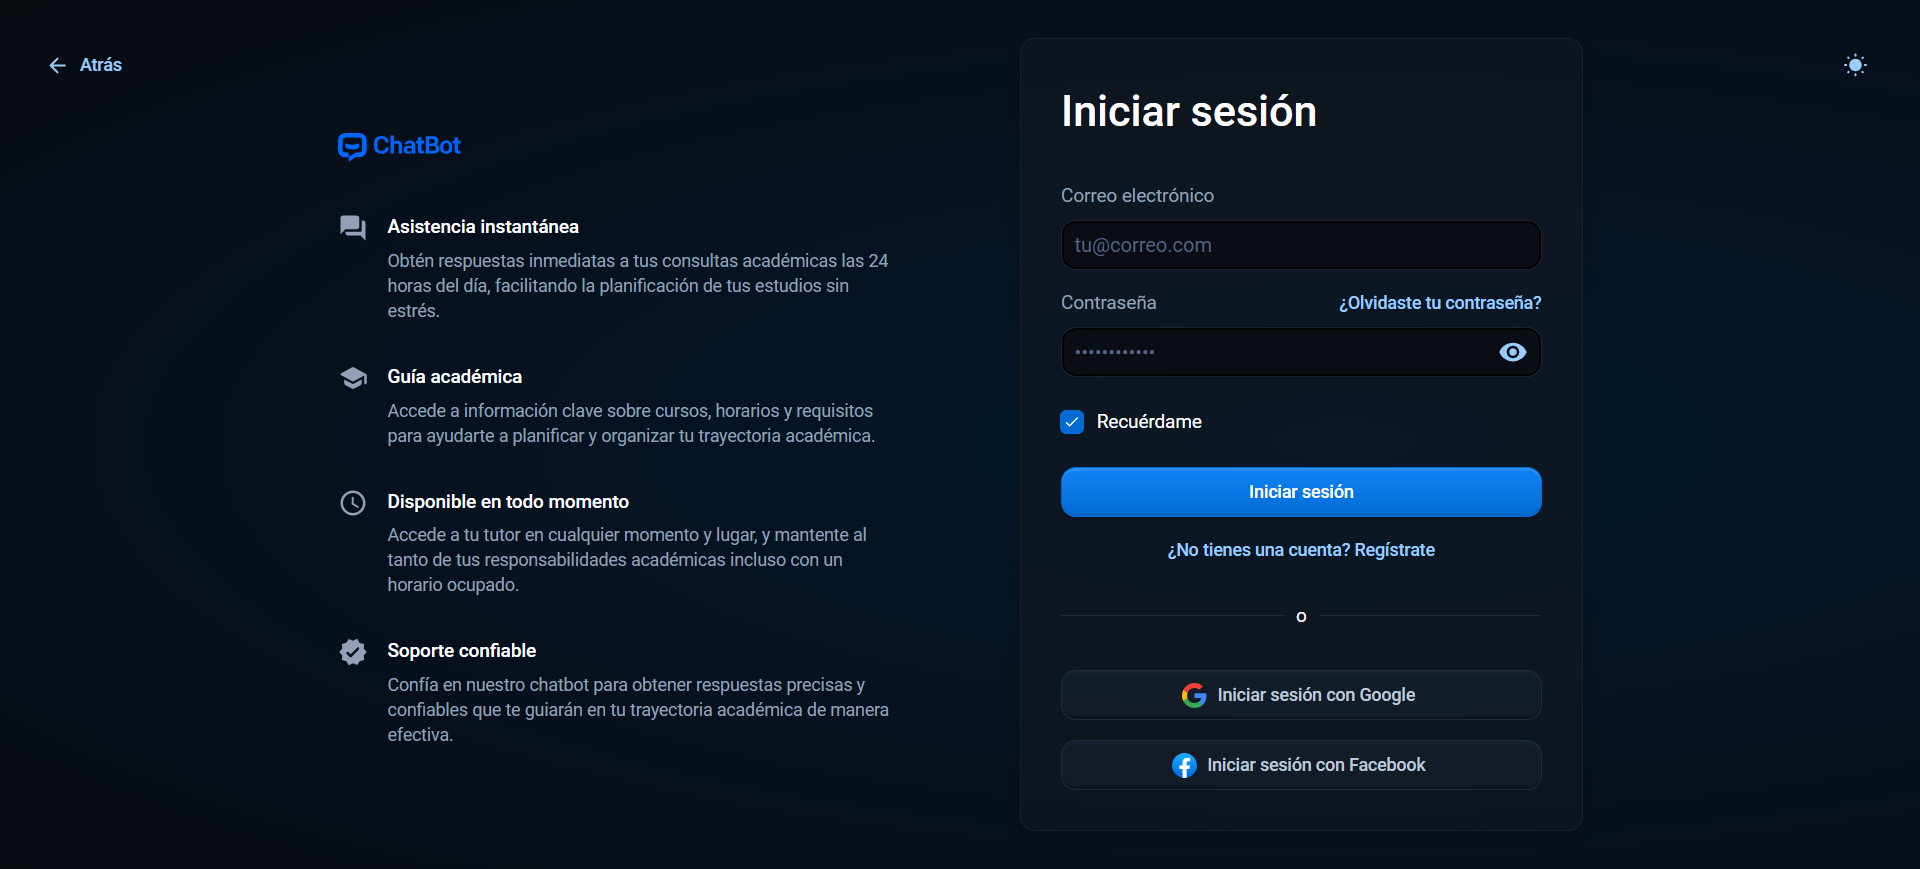 Atrás
ChatBot
Asistencia instantánea
Obtén respuestas inmediatas a tus consultas académicas las 24
horas del día, facilitando la planificación de tus estudios sin
estrés.
Guía académica
Accede a información clave sobre cursos, horarios y requisitos
para ayudarte a planificar y organizar tu trayectoria académica.
Disponible en todo momento
Accede a tu tutor en cualquier momento y lugar, y mantente al
tanto de tus responsabilidades académicas incluso con un
horario ocupado.
Soporte confiable
Confía en nuestro chatbot para obtener respuestas precisas y
confiables que te guiarán en tu trayectoria académica de manera
efectiva.
Iniciar sesión
Correo electrónico
tu@correo.com
Contraseña
¿Olvidaste tu contraseña?
••••••••••••
Recuérdame
Iniciar sesión
¿No tienes una cuenta? Regístrate
o
Iniciar sesión con Google
Iniciar sesión con Facebook